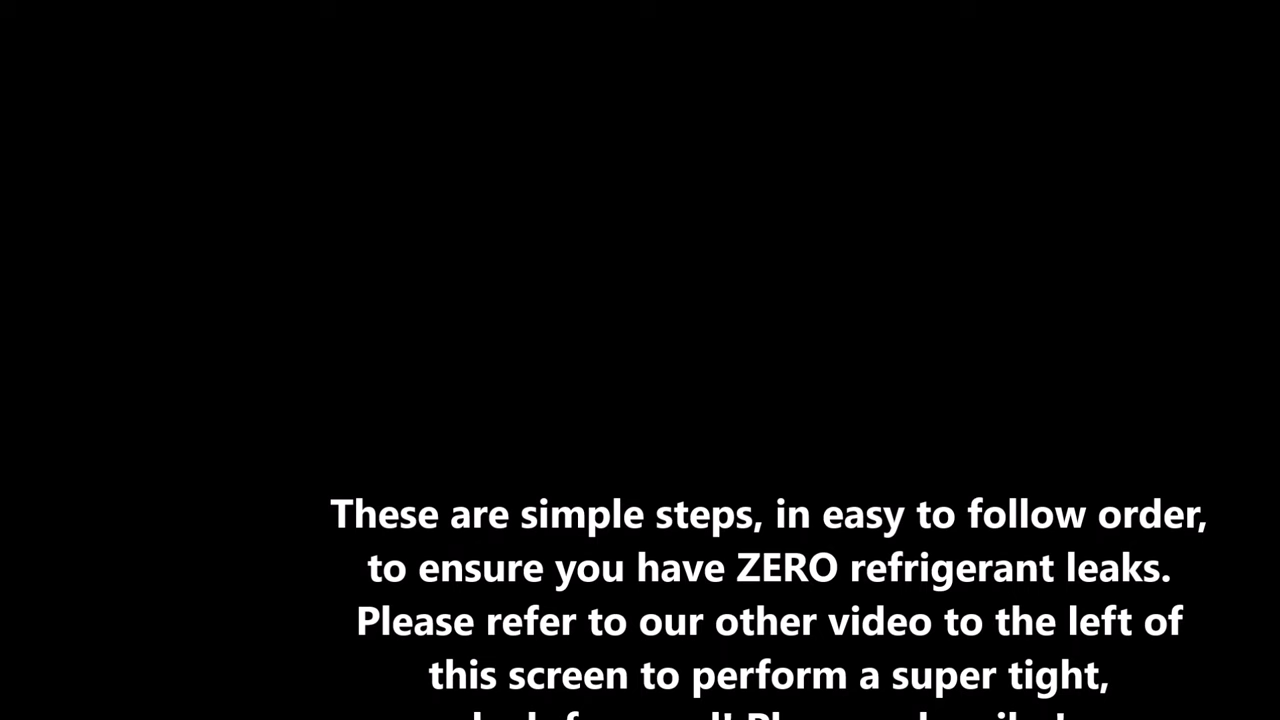 These are simple steps, in easy to follow order,
to ensure you have ZERO refrigerant leaks.
Please refer to our other video to the left of
this screen to perform a super tight,